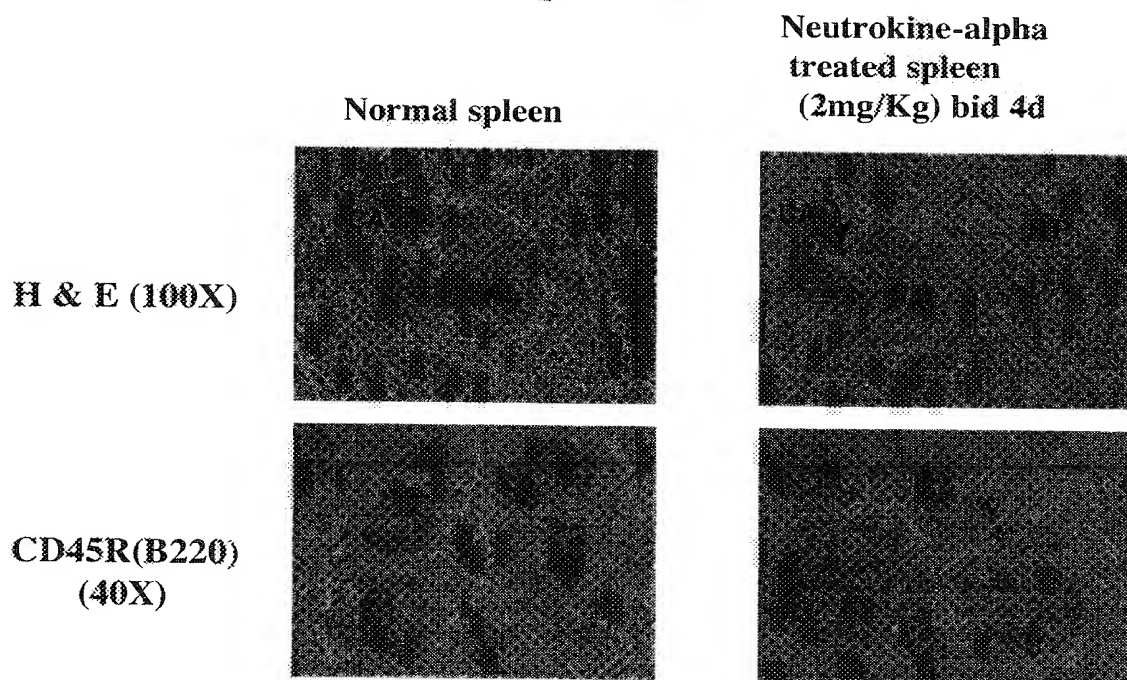 Neutrokine-alpha
treated spleen
(2mg/Kg) bid 4d
Normal spleen
H & E (100X)
CD45R(B220)
(40X)